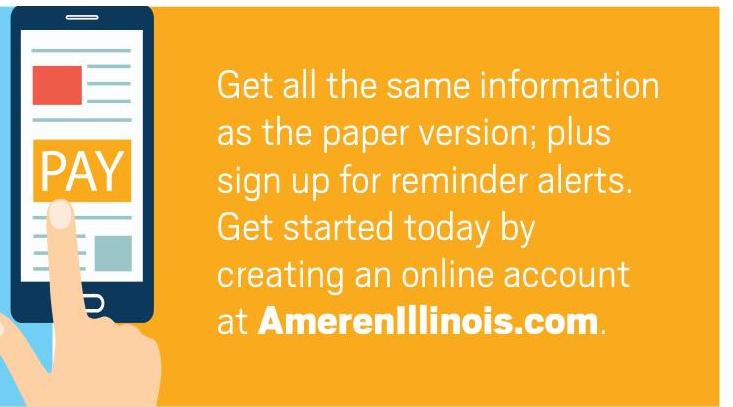 PAY
Get all the same information
as the paper version; plus
sign up for reminder alerts.
Get started today by
creating an online account
at AmerenIllinois.com.